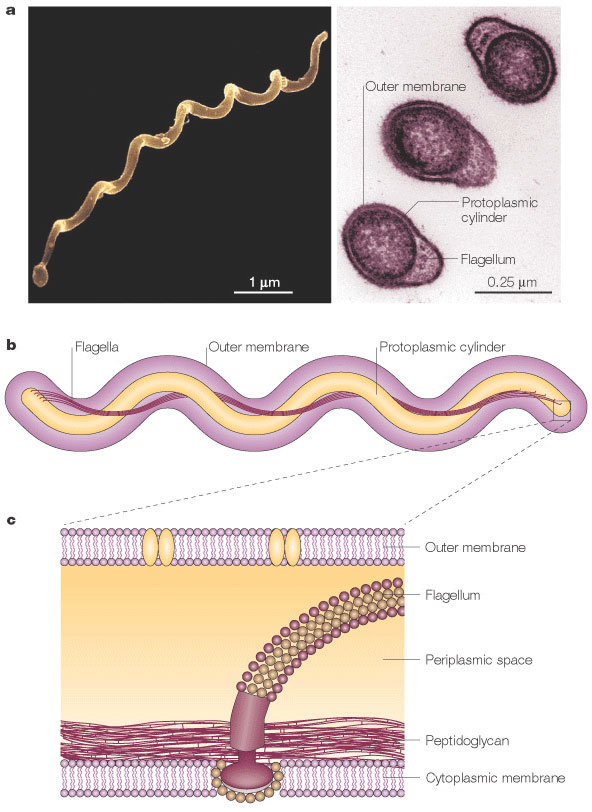 a
Outer membrane
Protoplasmic
cylinder
Flagellum
1 μm
0.25 μm
b
Flagella
Outer membrane
Protoplasmic cylinder
c
Outer membrane
Flagellum
Periplasmic space
Peptidoglycan
Cytoplasmic membrane